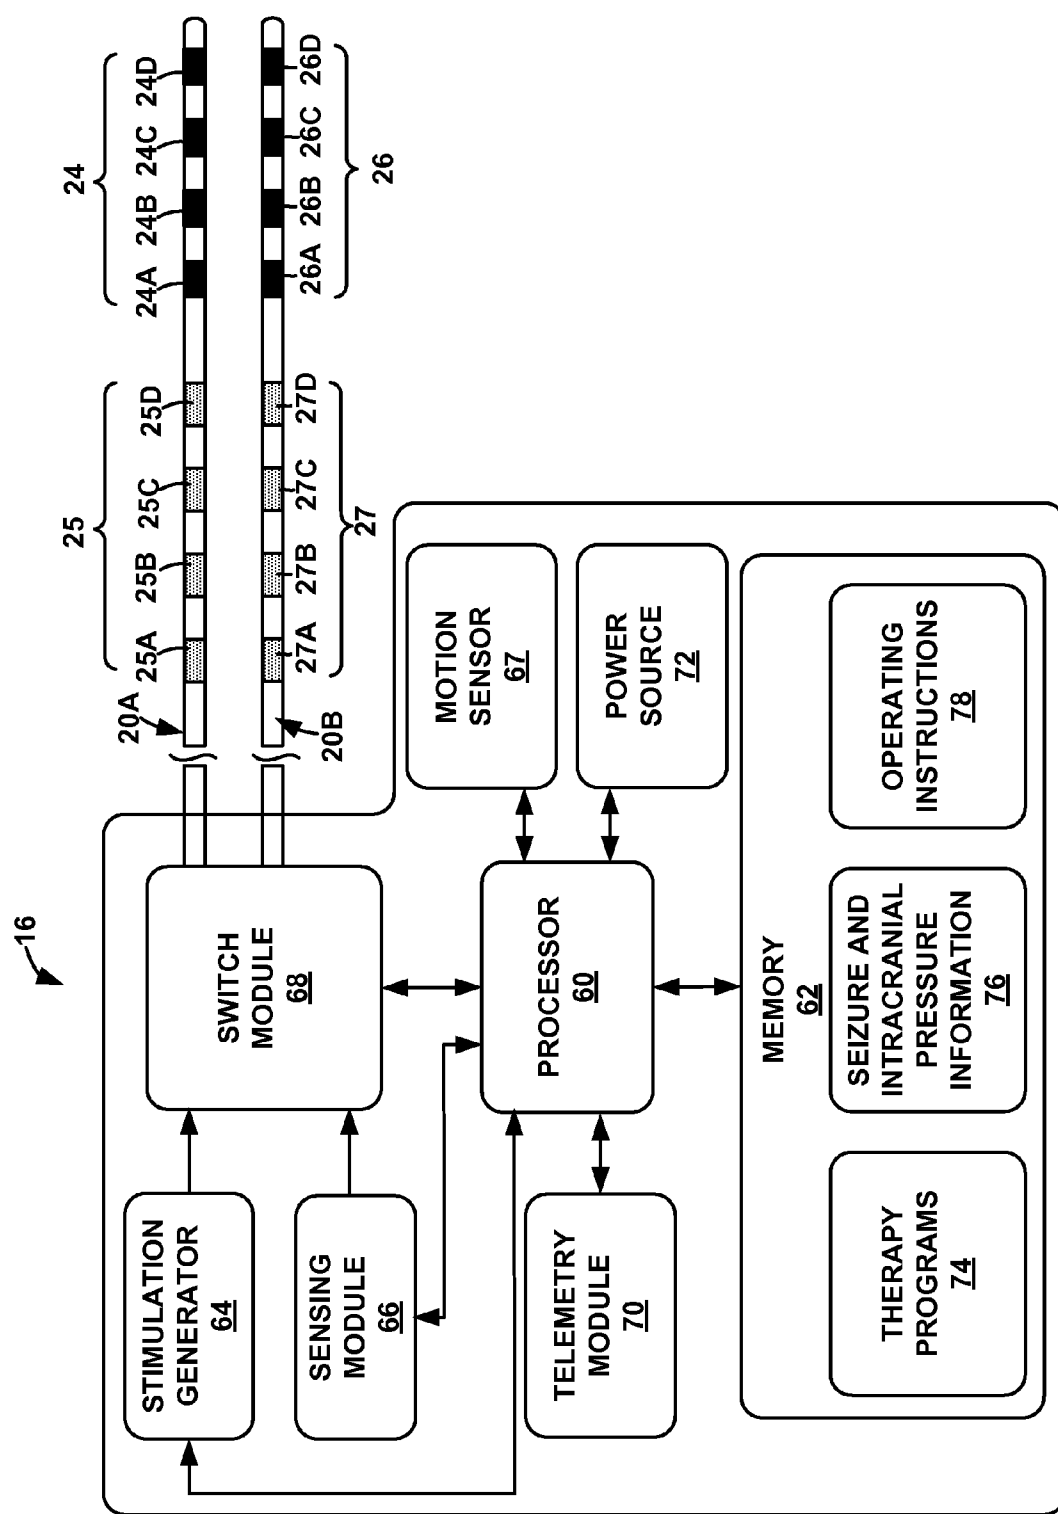 16
24
24A
24B
24C
24D
25
25A
25B
25C
25D
20A
20B
27A
27B
27C
27D
27
26A
26B
26C
26D
26
STIMULATION
GENERATOR
64
SWITCH
MODULE
68
SENSING
MODULE
66
MOTION
SENSOR
67
PROCESSOR
60
TELEMETRY
MODULE
70
POWER
SOURCE
72
MEMORY
62
THERAPY
PROGRAMS
74
SEIZURE AND
INTRACRANIAL
PRESSURE
INFORMATION
76
OPERATING
INSTRUCTIONS
78